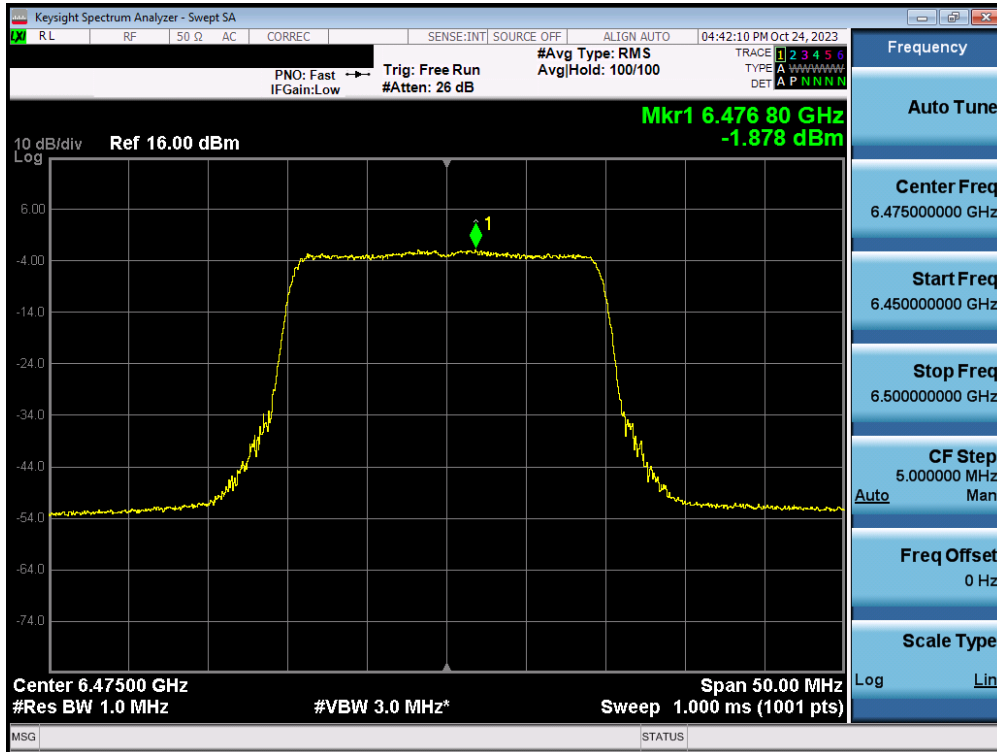 Keysight Spectrum Analyzer - Swept SA
LXI RL RF 50 Ω AC CORREC SENSE:INT SOURCE OFF ALIGN AUTO 04:42:10 PM Oct 24, 2023
#Avg Type: RMS TRACE 1 2 3 4 5 6
PNO: Fast Trig: Free Run Avg|Hold: 100/100 TYPE A WWWWW
IFGain:Low #Atten: 26 dB DET A P N N N N
Mkr1 6.476 80 GHz
10 dB/div Ref 16.00 dBm -1.878 dBm
Log
1
6.00
-4.00
-14.0
-24.0
-34.0
-44.0
-54.0
-64.0
-74.0
Center 6.47500 GHz Span 50.00 MHz
#Res BW 1.0 MHz #VBW 3.0 MHz* Sweep 1.000 ms (1001 pts)
MSG STATUS
Frequency
Auto Tune
Center Freq
6.475000000 GHz
Start Freq
6.450000000 GHz
Stop Freq
6.500000000 GHz
CF Step
5.000000 MHz
Auto Man
Freq Offset
0 Hz
Scale Type
Log Lin